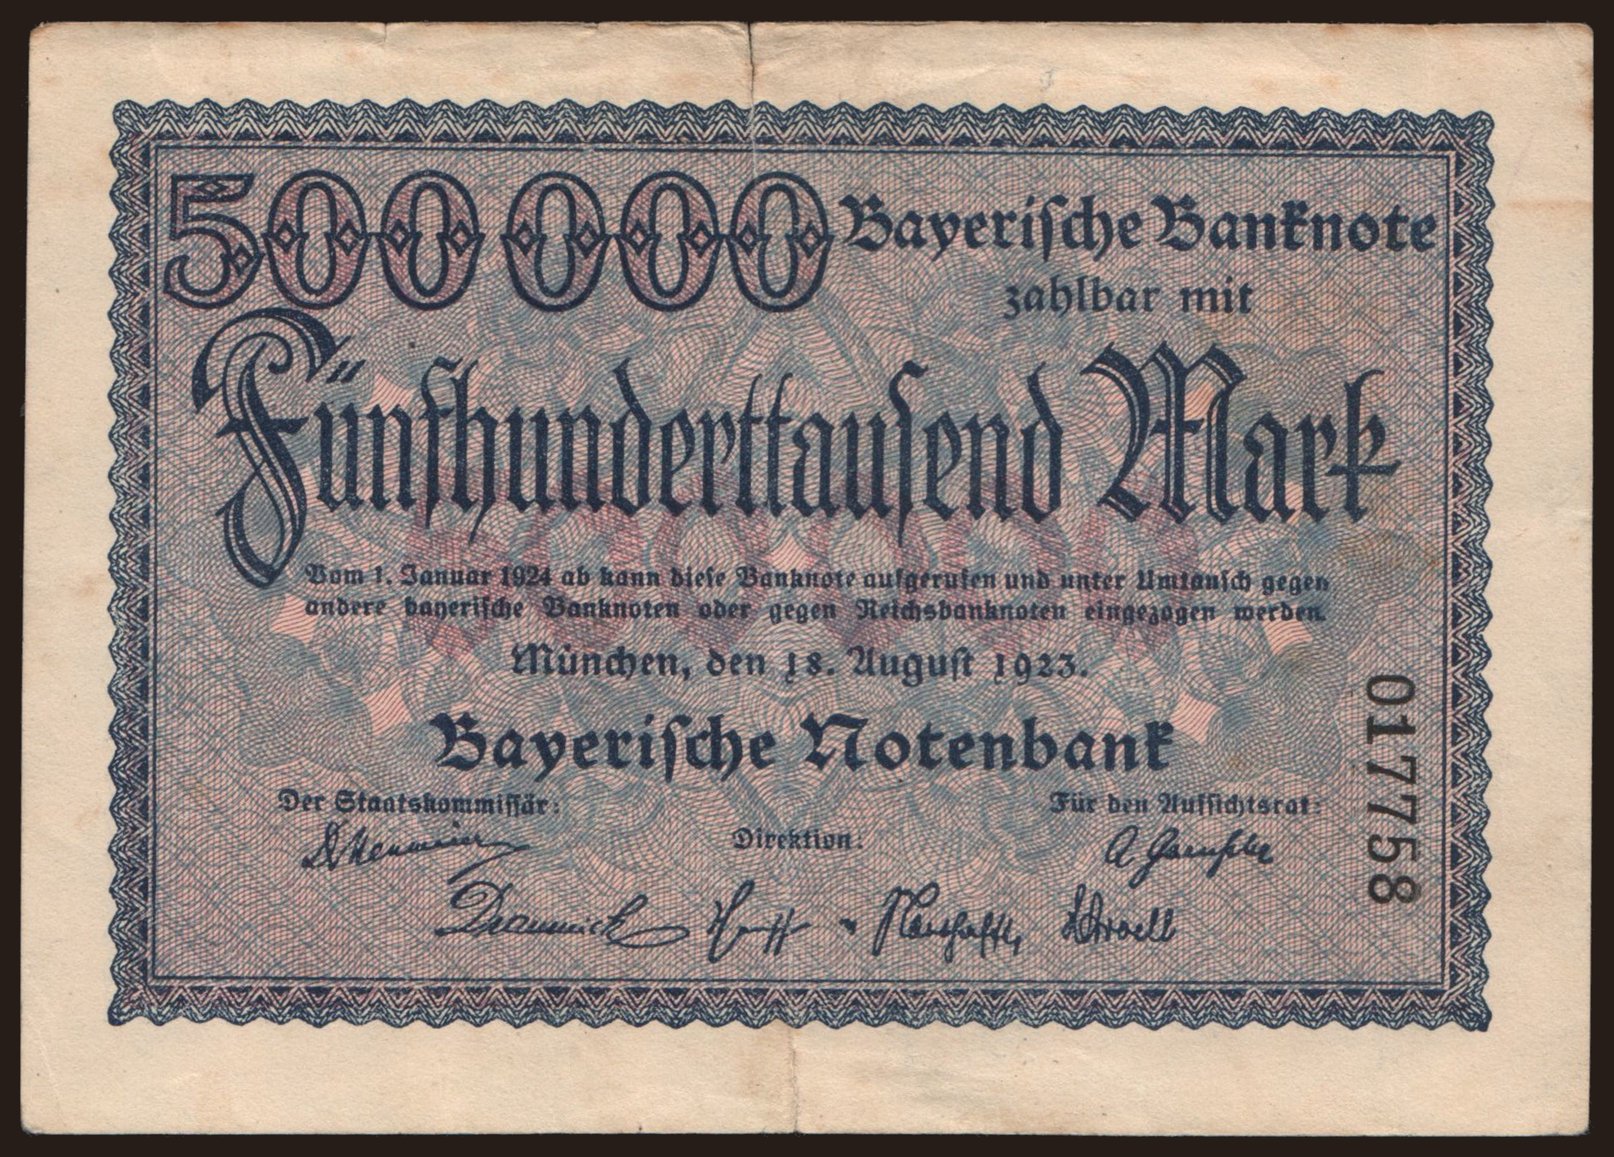 500 000 Bayerische Banknote
zahlbar mit
Fünfhunderttausend Mark
Vom 1. Januar 1924 ab kann diese Banknote aufgerufen und unter Umtausch gegen
andere bayerische Banknoten oder gegen Reichsbanknoten eingezogen werden.
München, den 18. August 1923.
Bayerische Notenbank
Der Staatskommissär:
Für den Aufsichtsrat:
Direktion:
017758